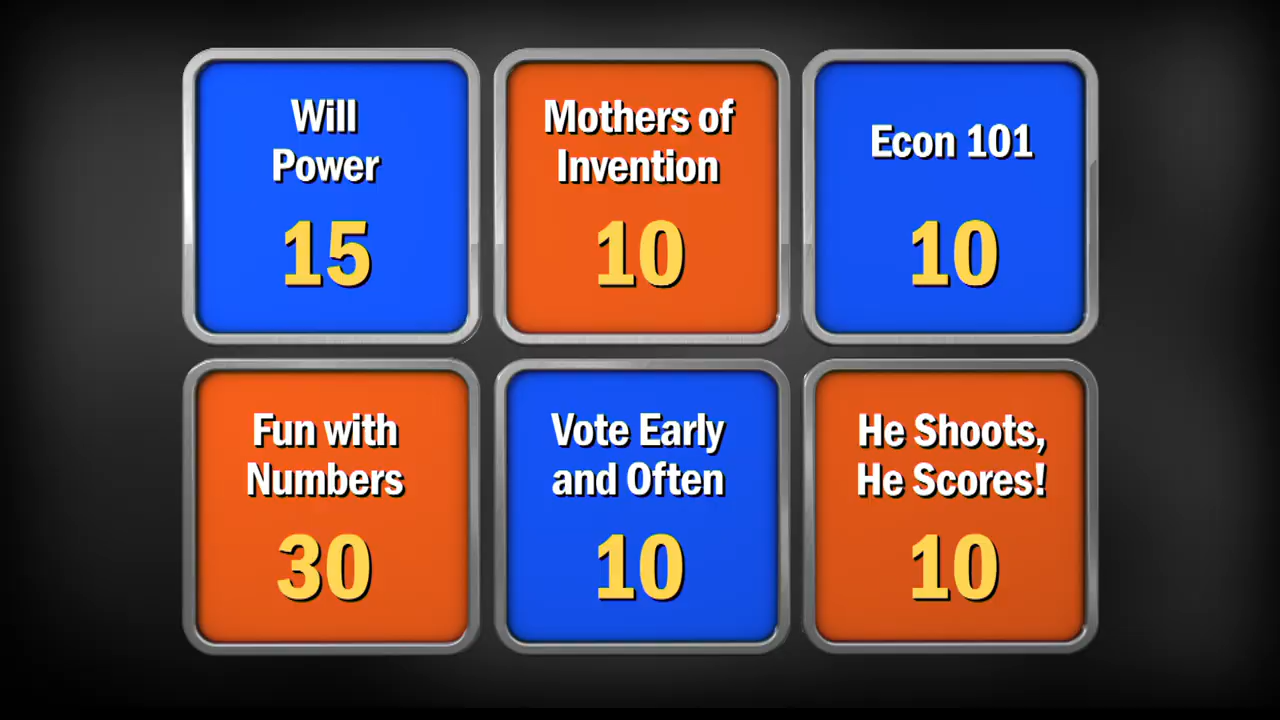 Will
Power
15
Mothers of
Invention
10
Econ 101
10
Fun with
Numbers
30
Vote Early
and Often
10
He Shoots,
He Scores!
10